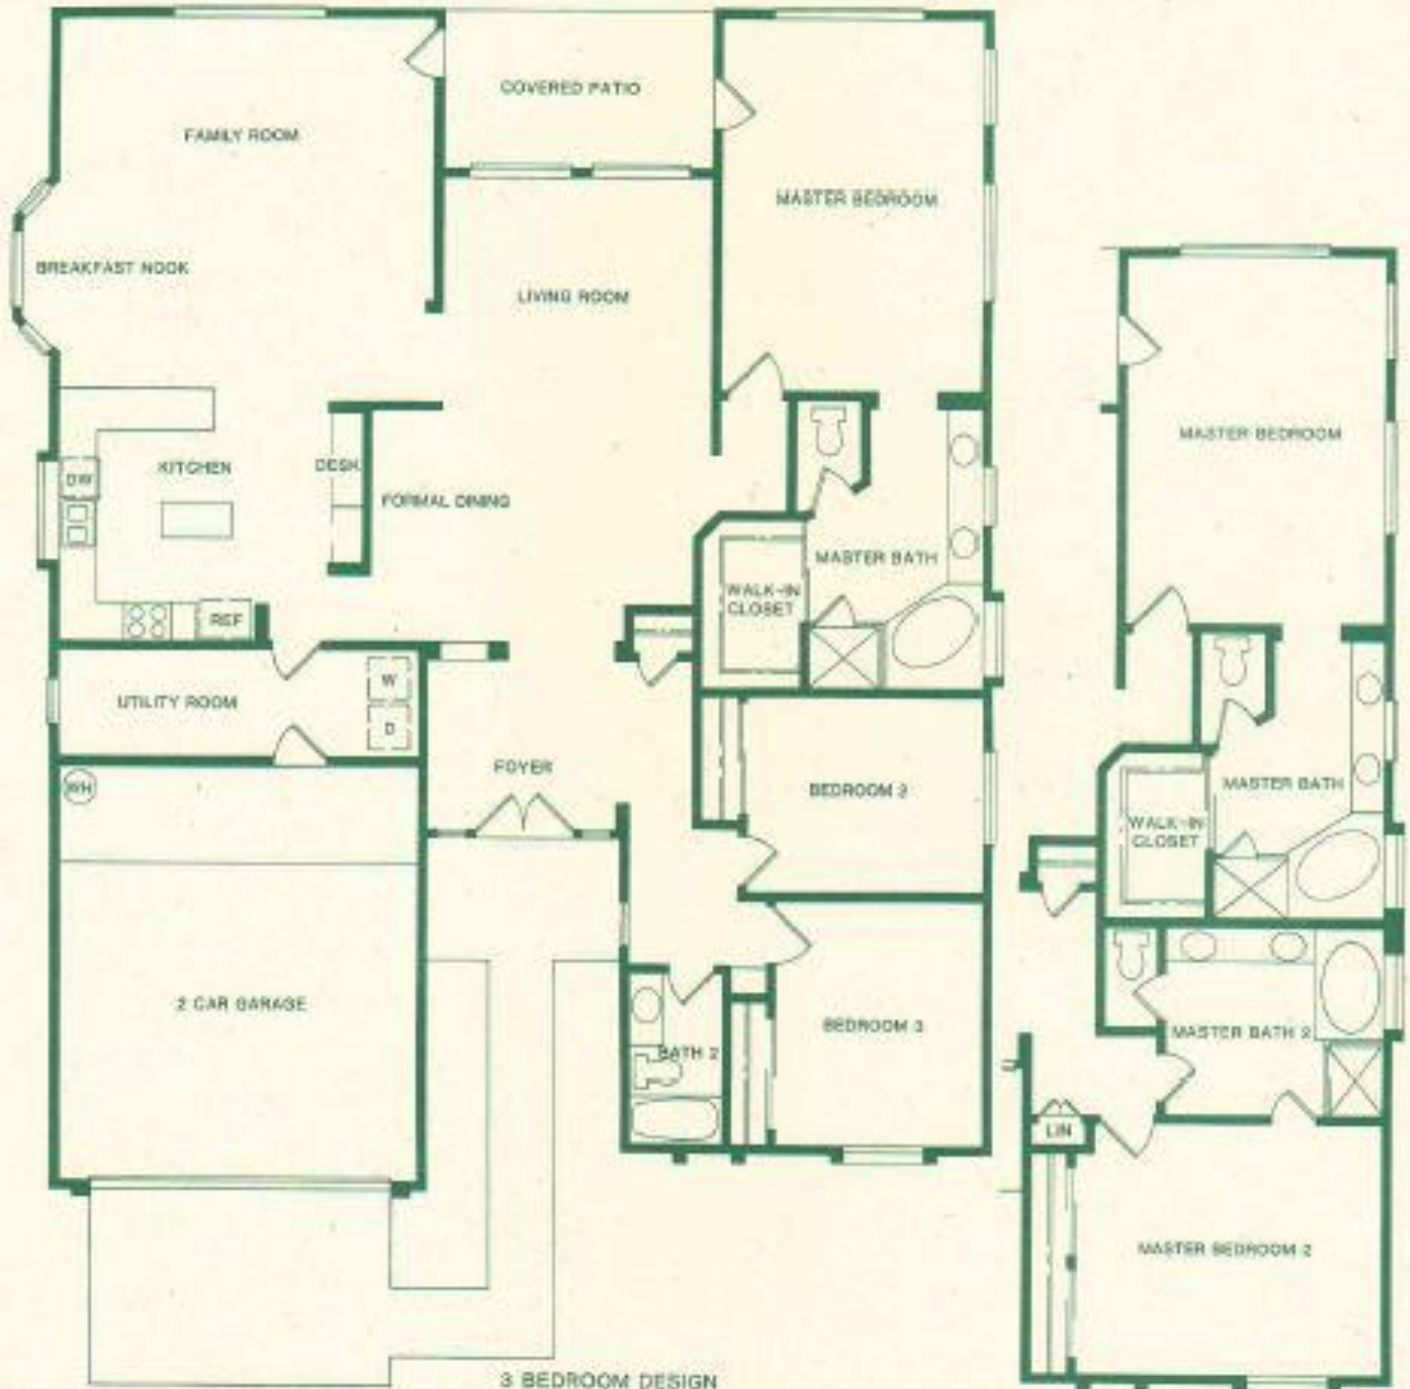 COVERED PATIO
FAMILY ROOM
MASTER BEDROOM
BREAKFAST NOOK
LIVING ROOM
KITCHEN
DESK
DW
FORMAL DINING
MASTER BATH
WALK-IN
CLOSET
REF
UTILITY ROOM
W
D
FOYER
WH
BEDROOM 2
2 CAR GARAGE
BEDROOM 3
BATH 2
3 BEDROOM DESIGN
MASTER BEDROOM
MASTER BATH
WALK-IN
CLOSET
MASTER BATH 2
LIN
MASTER BEDROOM 2